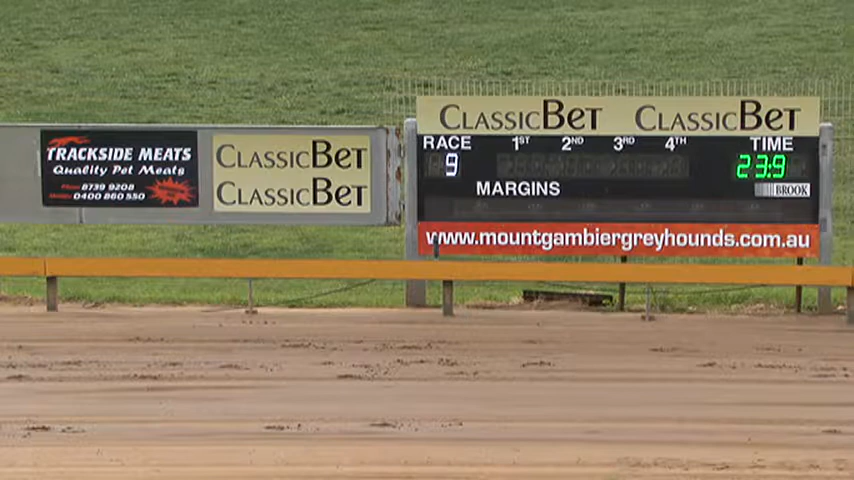 CLASSICBET CLASSICBET
RACE 1ST 2ND 3RD 4TH TIME
9 23.9
MARGINS BROOK
www.mountgambiergreyhounds.com.au
TRACKSIDE MEATS
Quality Pet Meats
Phone 8739 9208
0400 860 550
CLASSICBET
CLASSICBET